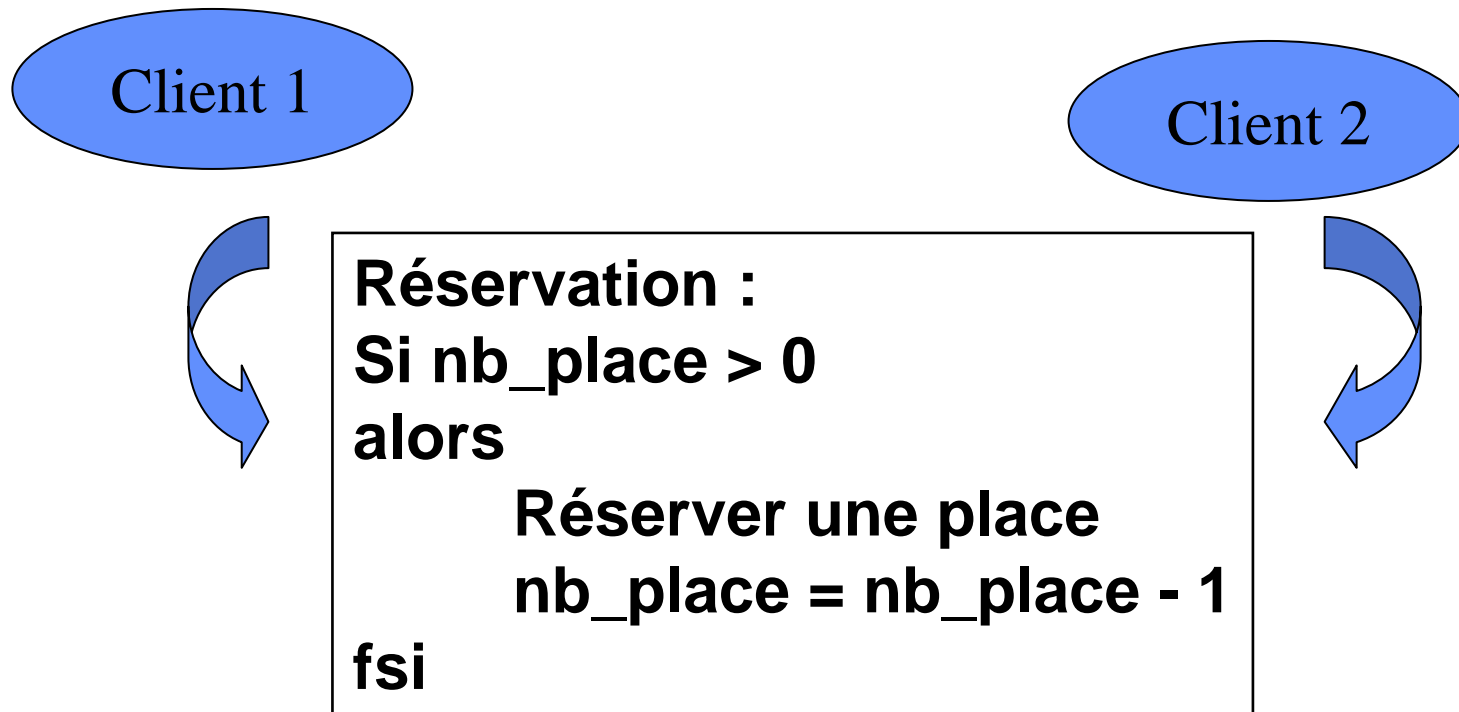 Client 1
Client 2
Réservation :
Si nb_place > 0
alors
Réserver une place
nb_place = nb_place - 1
fsi